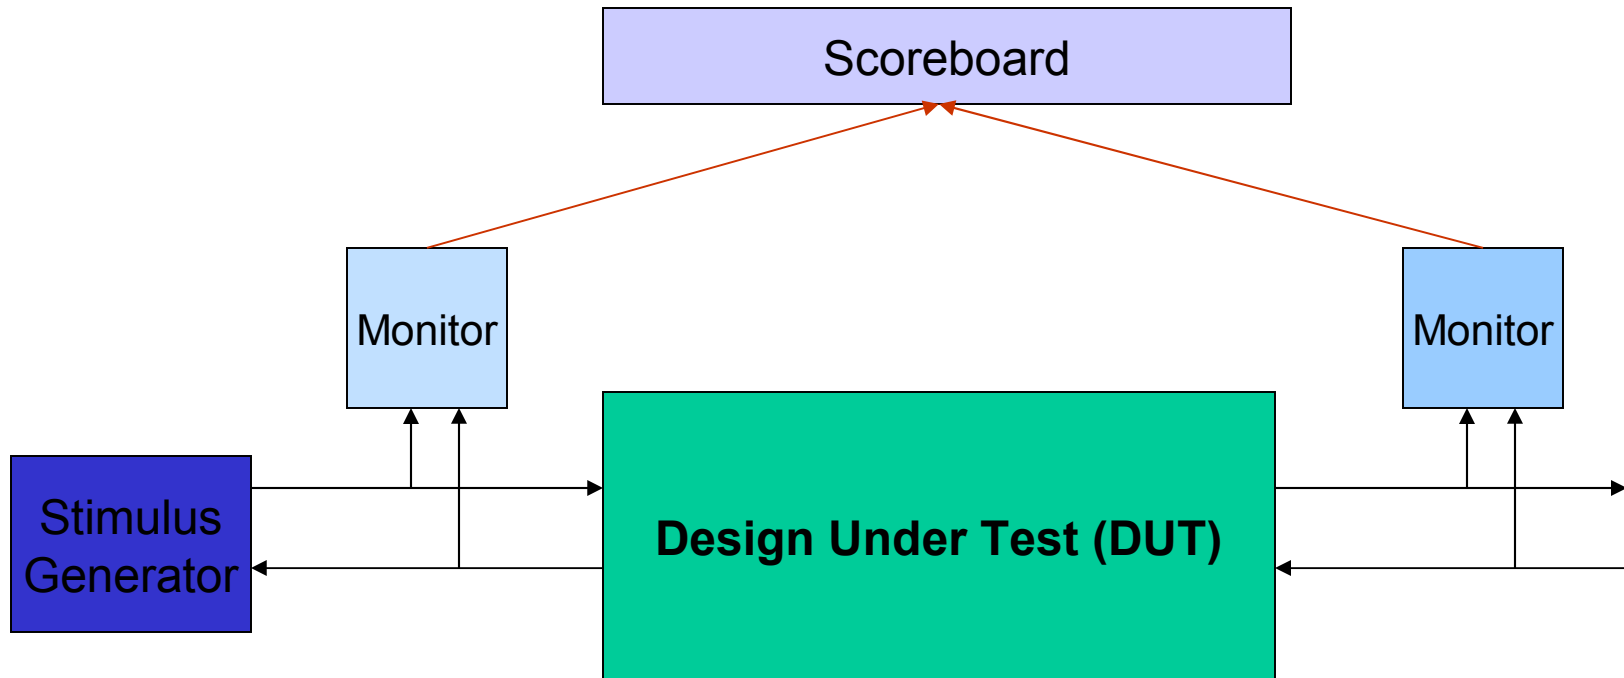 Scoreboard
Monitor
Monitor
Stimulus
Generator
Design Under Test (DUT)